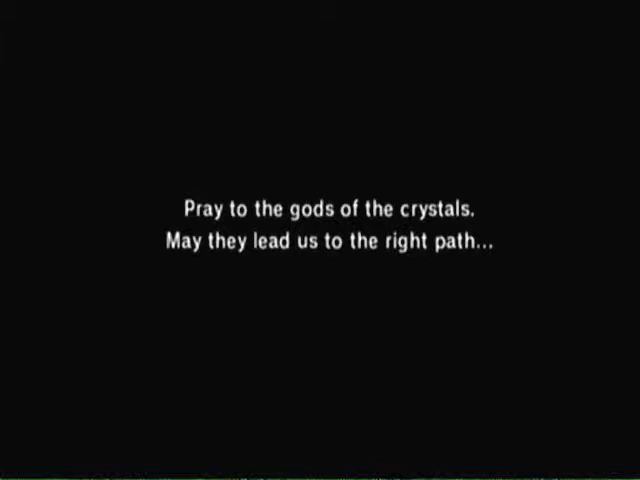 Pray to the gods of the crystals.
May they lead us to the right path...